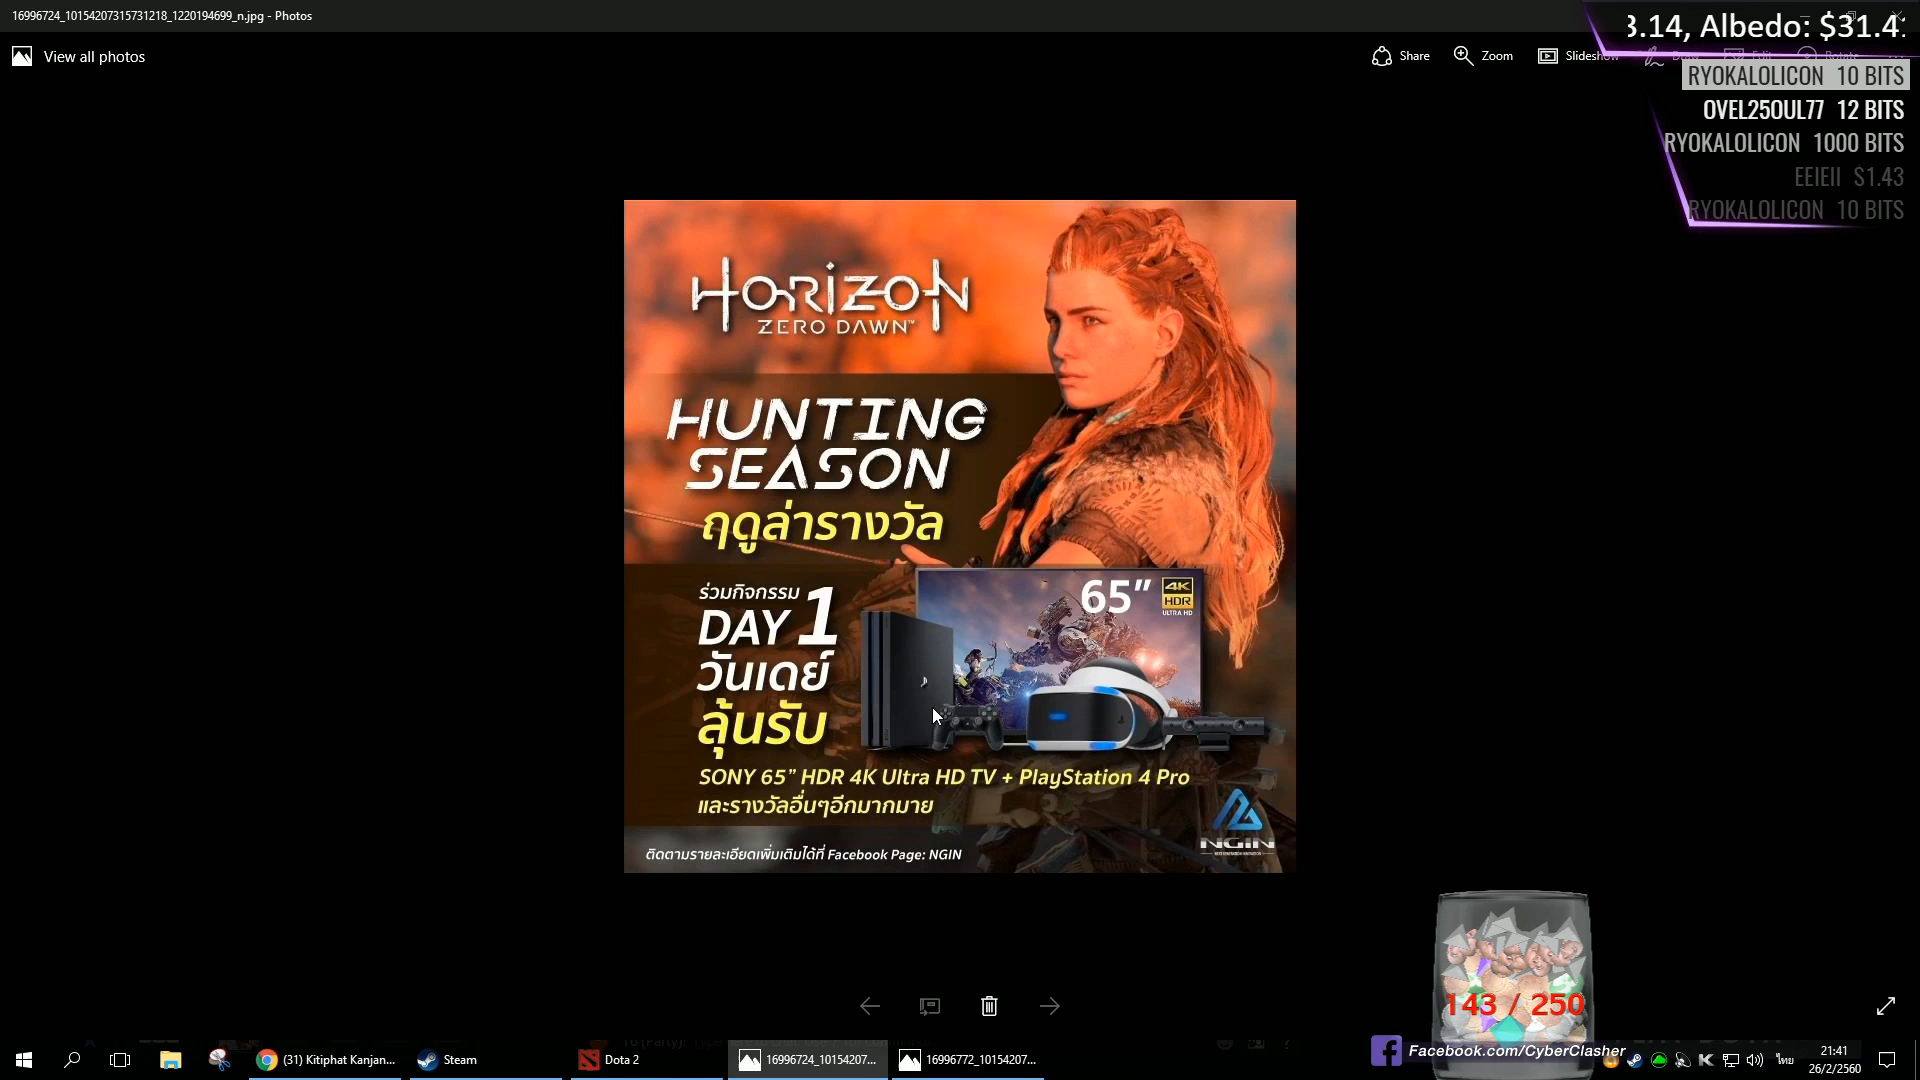 16996724_10154207315731218_1220194699_n.jpg - Photos
3.14, Albedo: $31.4
View all photos
Share
Zoom
Slideshow
RYOKALOLICON 10 BITS
OVEL25OUL77 12 BITS
RYOKALOLICON 1000 BITS
EEIEII $1.43
RYOKALOLICON 10 BITS
HORIZON
ZERO DAWN™
HUNTING
SEASON
ฤดูล่ารางวัล
ร่วมกิจกรรม
DAY 1
วันเดย์
ลุ้นรับ
65”
4K
HDR
ULTRA HD
SONY 65” HDR 4K Ultra HD TV + PlayStation 4 Pro
และรางวัลอื่นๆอีกมากมาย
NGIN
ติดตามรายละเอียดเพิ่มเติมได้ที่ Facebook Page: NGIN
143 / 250
Facebook.com/CyberClasher
(31) Kitiphat Kanjan...
Steam
Dota 2
16996724_10154207...
16996772_10154207...
ไทย
21:41
26/2/2560